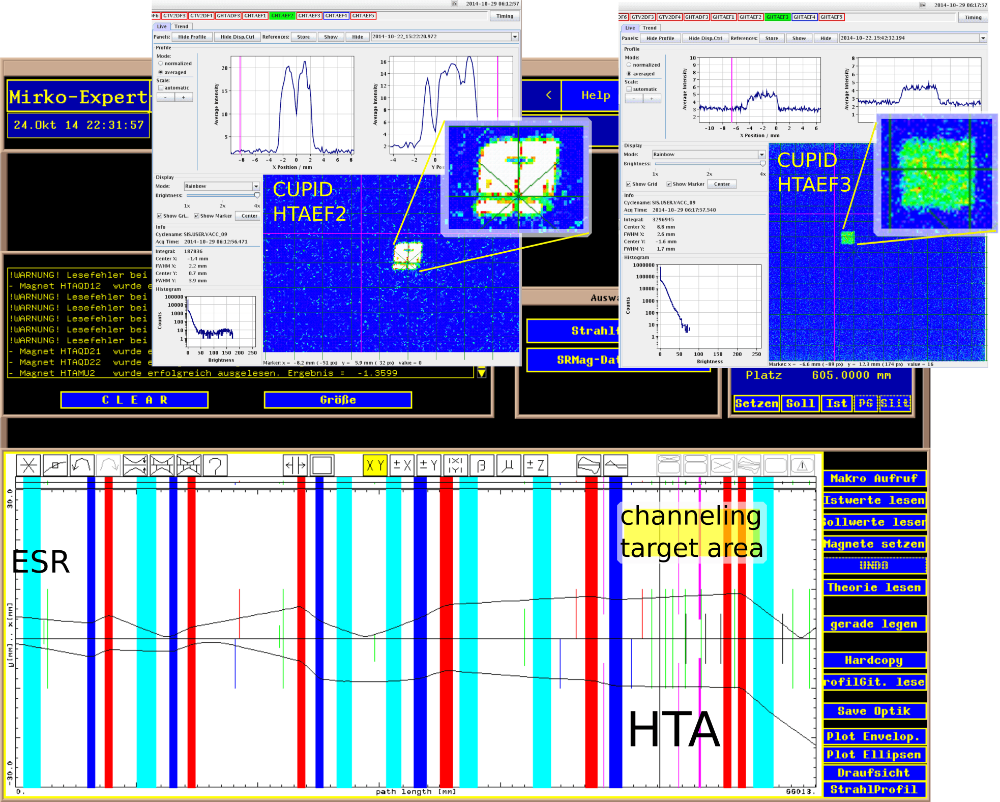 2014-10-29 06:12:57
DF6 GTV2DF3 GTV2DF4 GHTADF3 GHTAEF1 GHTAEF2 GHTAEF3 GHTAEF4 GHTAEF5 Timing
Live Trend
Panels: Hide Profile Hide Disp.Ctrl References: Store Show Hide 2014-10-22_15:22:20.972
Profile
Mode:
normalized
averaged
Scale:
automatic
- +
Average Intensity
20
15
10
5
-8 -6 -4 -2 0 2 4 6 8
X Position / mm
Average Intensity
16
14
12
10
8
6
4
2
-4 -2 0
Y Pos
Display
Mode: Rainbow
Brightness:
1x 2x 4x
Show Gri... Show Marker Center
Info
Cyclename: SIS.USER.VACC_09
Acq Time: 2014-10-29 06:12:56.471
Integral: 187836
Center X: -1.4 mm
FWHM X: 2.2 mm
Center Y: 0.7 mm
FWHM Y: 3.9 mm
Histogram
Counts
100000
10000
1000
100
10
1
0 50 100 150 200 250
Brightness
CUPID
HTAEF2
Marker: x = -8.2 mm (-51 px) y = 5.9 mm ( 32 px) value = 0
2014-10-29 06:17:57
DF6 GTV2DF3 GTV2DF4 GHTADF3 GHTAEF1 GHTAEF2 GHTAEF3 GHTAEF4 GHTAEF5 Timing
Live Trend
Panels: Hide Profile Hide Disp.Ctrl References: Store Show Hide 2014-10-22_15:42:32.194
Profile
Mode:
normalized
averaged
Scale:
automatic
- +
Average Intensity
10
9
8
7
6
5
4
3
2
-10 -8 -6 -4 -2 0 2 4 6
X Position / mm
Average Intensity
8
7
6
5
4
3
2
1
Display
Mode: Rainbow
Brightness:
1x 2x 4x
Show Grid Show Marker Center
Info
Cyclename: SIS.USER.VACC_09
Acq Time: 2014-10-29 06:17:57.540
Integral: 3296945
Center X: 8.8 mm
FWHM X: 2.6 mm
Center Y: -1.6 mm
FWHM Y: 1.7 mm
Histogram
Counts
1000000
100000
10000
1000
100
10
1
0 50 100 150 200 250
Brightness
CUPID
HTAEF3
Marker: x = -6.6 mm (-89 px) y = 12.3 mm (174 px) value = 16
Mirko-Expert
24.Okt 14 22:31:57
< Help
!WARNUNG! Lesefehler bei
- Magnet HTAQD12 wurde e
!WARNUNG! Lesefehler bei
!WARNUNG! Lesefehler bei
!WARNUNG! Lesefehler bei
!WARNUNG! Lesefehler bei
!WARNUNG! Lesefehler bei
- Magnet HTAQD21 wurde e
- Magnet HTAQD22 wurde e
- Magnet HTAMU2 wurde erfolgreich ausgelesen. Ergebnis = -1.3599
C L E A R Größe
Auswa
Strahlf
SRMag-Dat
Platz 605.0000 mm
Setzen Soll Ist PG Slit
? X Y ± X ± Y β μ ± Z
30.0
x [mm]
y [mm]
-30.0
ESR
channeling
target area
HTA
0. path length [mm] 66013.
Makro Aufruf
Istwerte lesen
Sollwerte lesen
Magnete setzen
UNDO
Theorie lesen
gerade legen
Hardcopy
rofilGit. lese
Save Optik
Plot Envelop.
Plot Ellipsen
Draufsicht
StrahlProfil